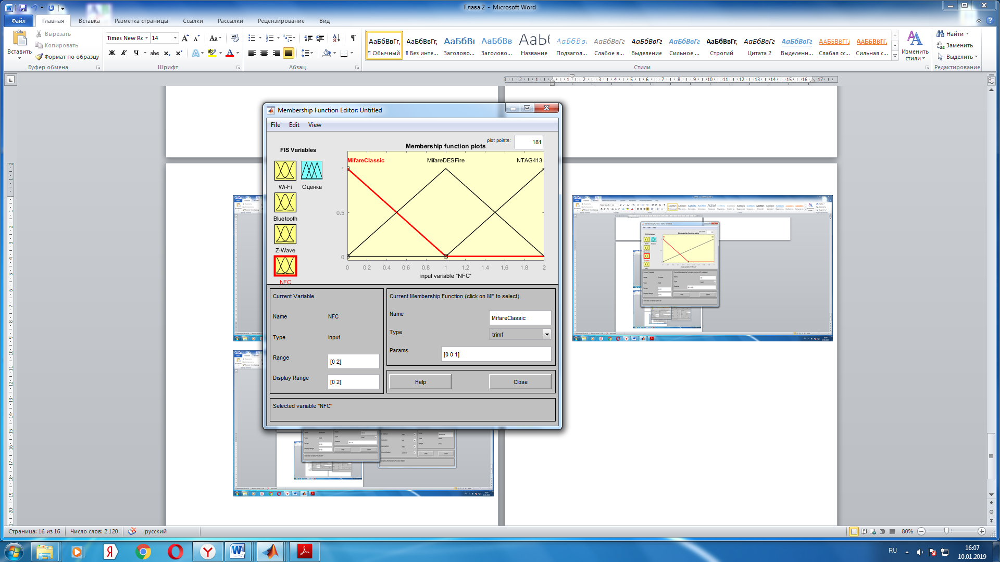 Глава 2 - Microsoft Word
Файл Главная Вставка Разметка страницы Ссылки Рассылки Рецензирование Вид
Вставить
Вырезать
Копировать
Формат по образцу
Буфер обмена
Times New Rc 14
Шрифт
Абзац
АаБбВвГг, АаБбВвГг, АаБбВı АаБбВв АаБ АаБбВв. АаБбВвГг АаБбВвГг АаБбВвГг АаБбВвГг, АаБбВвГг АаБбВвГг АаБбВвГг, АаБбВвГг,
¶ Обычный ¶ Без инте... Заголово... Заголово... Название Подзагол... Слабое в... Выделение Сильное ... Строгий Цитата 2 Выделенн... Слабая сс... Сильная с...
Стили
Изменить стили
Найти
Заменить
Выделить
Редактирование
Membership Function Editor: Untitled
File Edit View
plot points: 181
FIS Variables
Membership function plots
MifareClassic MifareDESFire NTAG413
Wi-Fi Оценка
Bluetooth
Z-Wave
NFC
1
0.5
0
0 0.2 0.4 0.6 0.8 1 1.2 1.4 1.6 1.8 2
input variable "NFC"
Current Variable
Name NFC
Type input
Range [0 2]
Display Range [0 2]
Current Membership Function (click on MF to select)
Name MifareClassic
Type trimf
Params [0 0 1]
Help Close
Selected variable "NFC"
Страница: 16 из 16 Число слов: 2 120 русский
80%
RU 16:07
10.01.2019